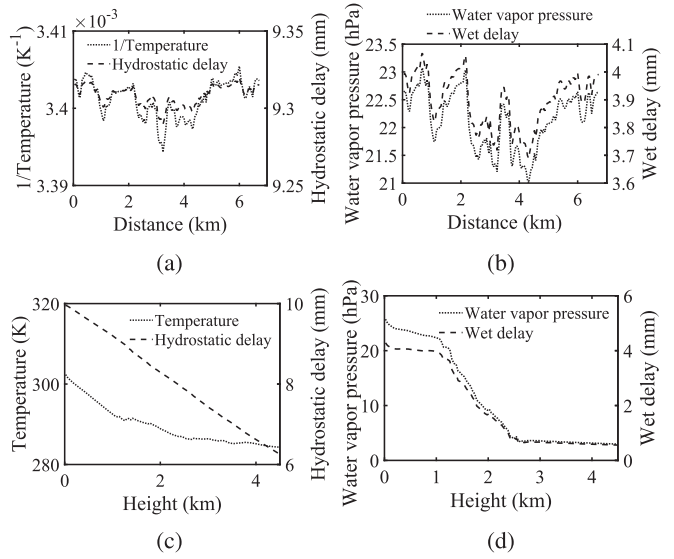 × 10⁻³
3.41
3.4
3.39
1/Temperature (K⁻¹)
1/Temperature
Hydrostatic delay
9.35
9.3
9.25
Hydrostatic delay (mm)
0 2 4 6
Distance (km)
(a)
Water vapor pressure
Wet delay
23.5
23
22.5
22
21.5
21
Water vapor pressure (hPa)
4.1
4
3.9
3.8
3.7
3.6
Wet delay (mm)
0 2 4 6
Distance (km)
(b)
320
300
280
Temperature (K)
Temperature
Hydrostatic delay
10
8
6
Hydrostatic delay (mm)
0 2 4
Height (km)
(c)
30
20
10
0
Water vapor pressure (hPa)
Water vapor pressure
Wet delay
6
4
2
0
Wet delay (mm)
0 1 2 3 4
Height (km)
(d)